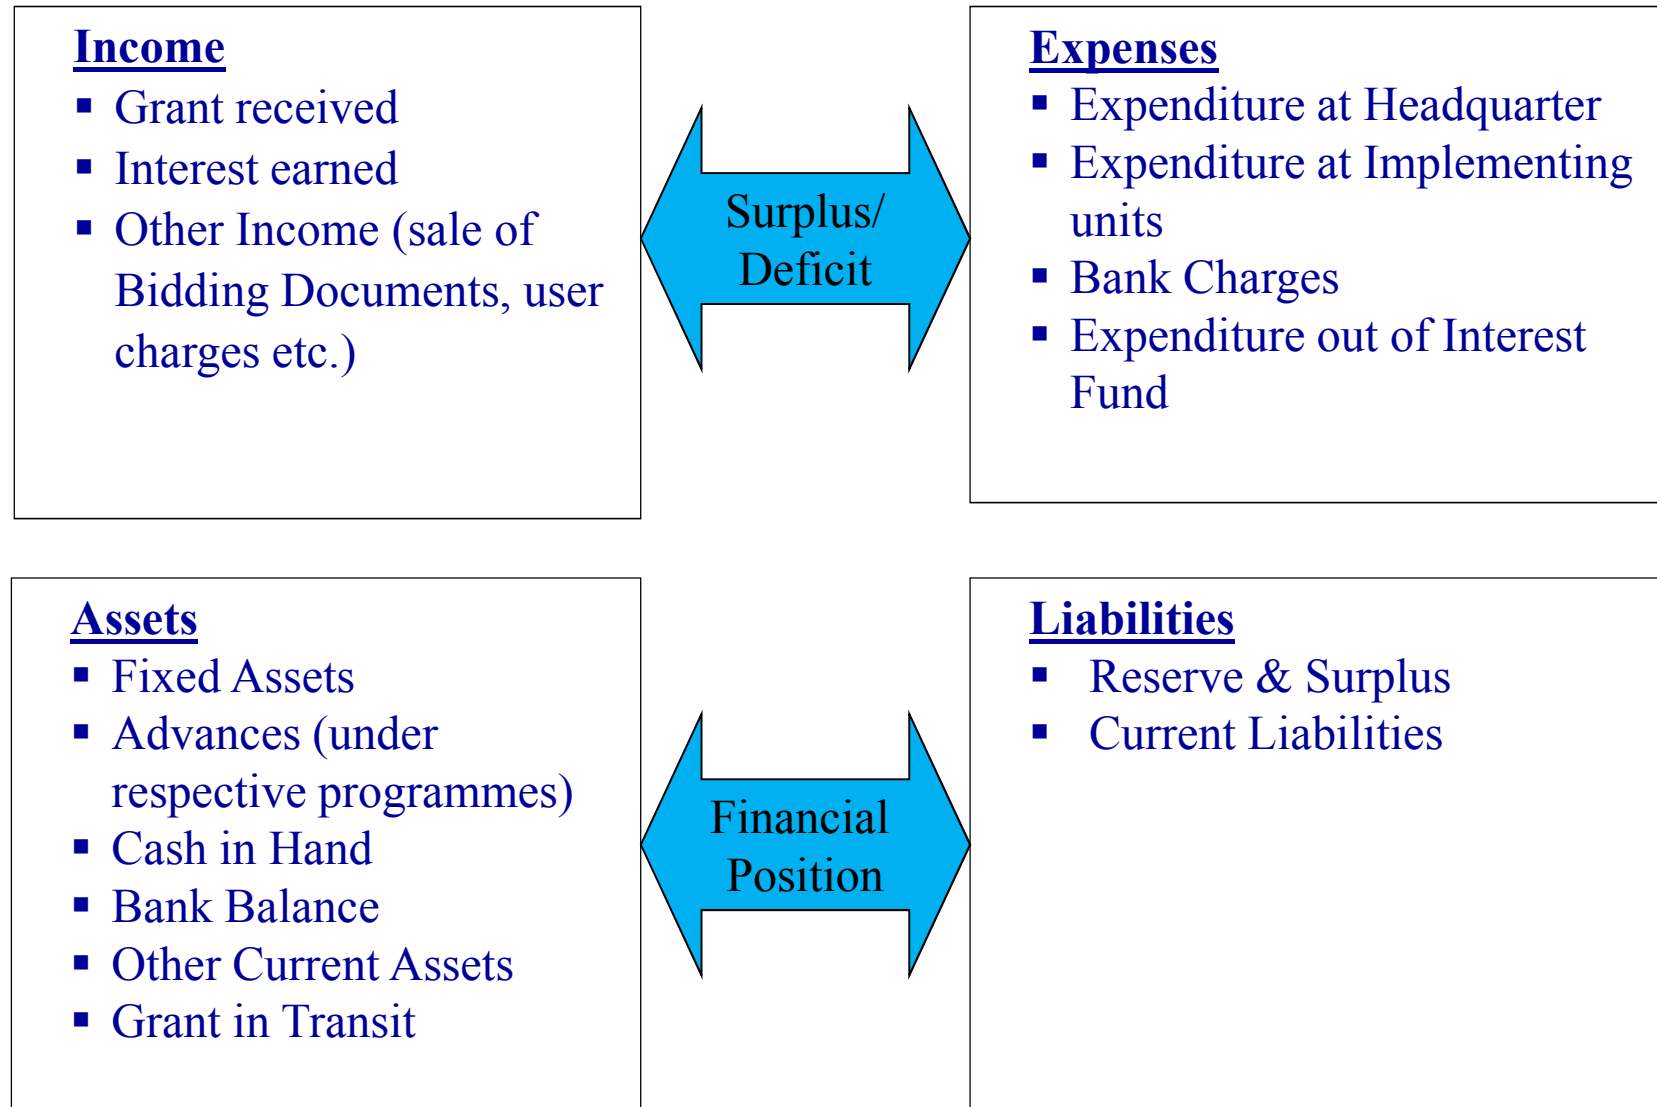 Income
▪ Grant received
▪ Interest earned
▪ Other Income (sale of
Bidding Documents, user
charges etc.)
Surplus/
Deficit
Expenses
▪ Expenditure at Headquarter
▪ Expenditure at Implementing
units
▪ Bank Charges
▪ Expenditure out of Interest
Fund
Assets
▪ Fixed Assets
▪ Advances (under
respective programmes)
▪ Cash in Hand
▪ Bank Balance
▪ Other Current Assets
▪ Grant in Transit
Financial
Position
Liabilities
▪ Reserve & Surplus
▪ Current Liabilities